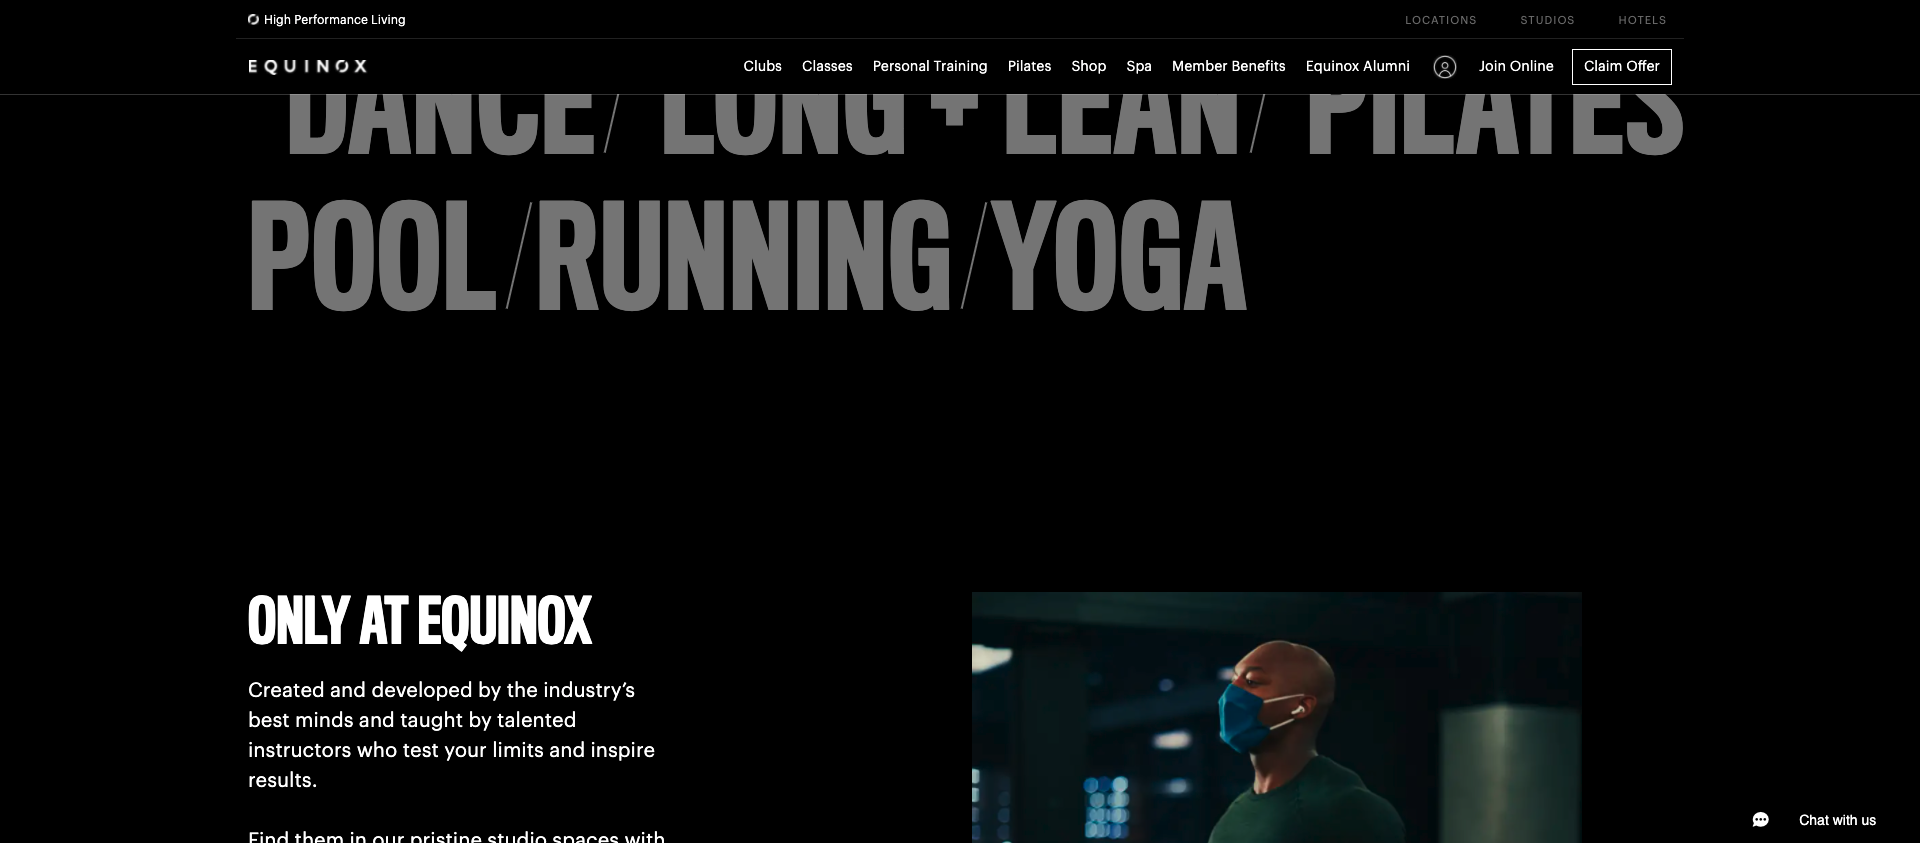 High Performance Living
LOCATIONS STUDIOS HOTELS
EQUINOX
Clubs Classes Personal Training Pilates Shop Spa Member Benefits Equinox Alumni Join Online Claim Offer
DANCE / LONG + LEAN / PILATES
POOL / RUNNING / YOGA
ONLY AT EQUINOX
Created and developed by the industry’s
best minds and taught by talented
instructors who test your limits and inspire
results.
Find them in our pristine studio spaces with
Chat with us